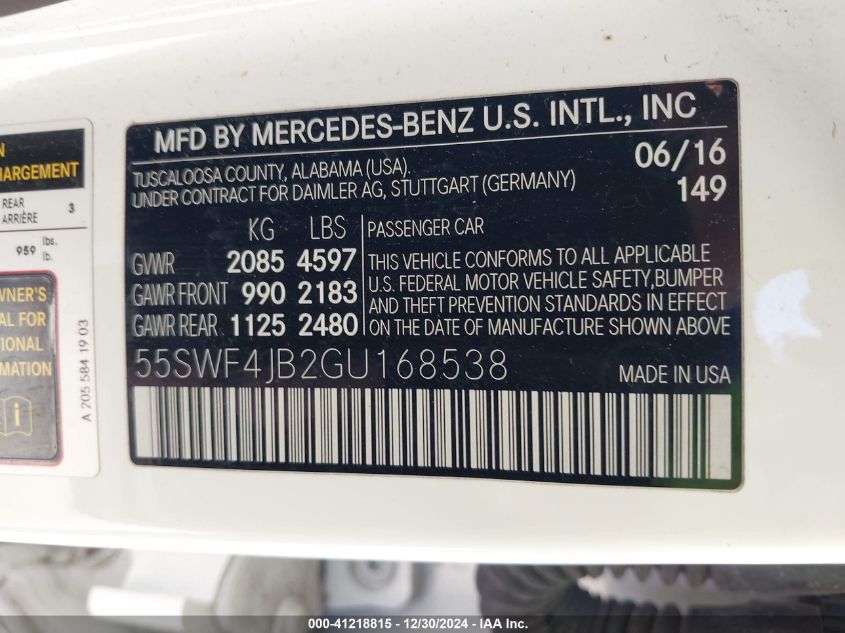 N
HARGEMENT
REAR
ARRIÈRE 3
959 lbs.
lb.
WNER'S
AL FOR
TIONAL
RMATION
A 205 584 19 03
MFD BY MERCEDES-BENZ U.S. INTL., INC
TUSCALOOSA COUNTY, ALABAMA (USA). 06/16
UNDER CONTRACT FOR DAIMLER AG, STUTTGART (GERMANY) 149
KG LBS
GVWR 2085 4597
GAWR FRONT 990 2183
GAWR REAR 1125 2480
PASSENGER CAR
THIS VEHICLE CONFORMS TO ALL APPLICABLE
U.S. FEDERAL MOTOR VEHICLE SAFETY,BUMPER
AND THEFT PREVENTION STANDARDS IN EFFECT
ON THE DATE OF MANUFACTURE SHOWN ABOVE
55SWF4JB2GU168538 MADE IN USA
000-41218815 - 12/30/2024 - IAA Inc.